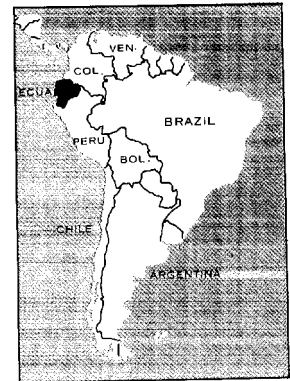 VEN.
COL.
ECUA.
BRAZIL
PERU
BOL.
CHILE
ARGENTINA